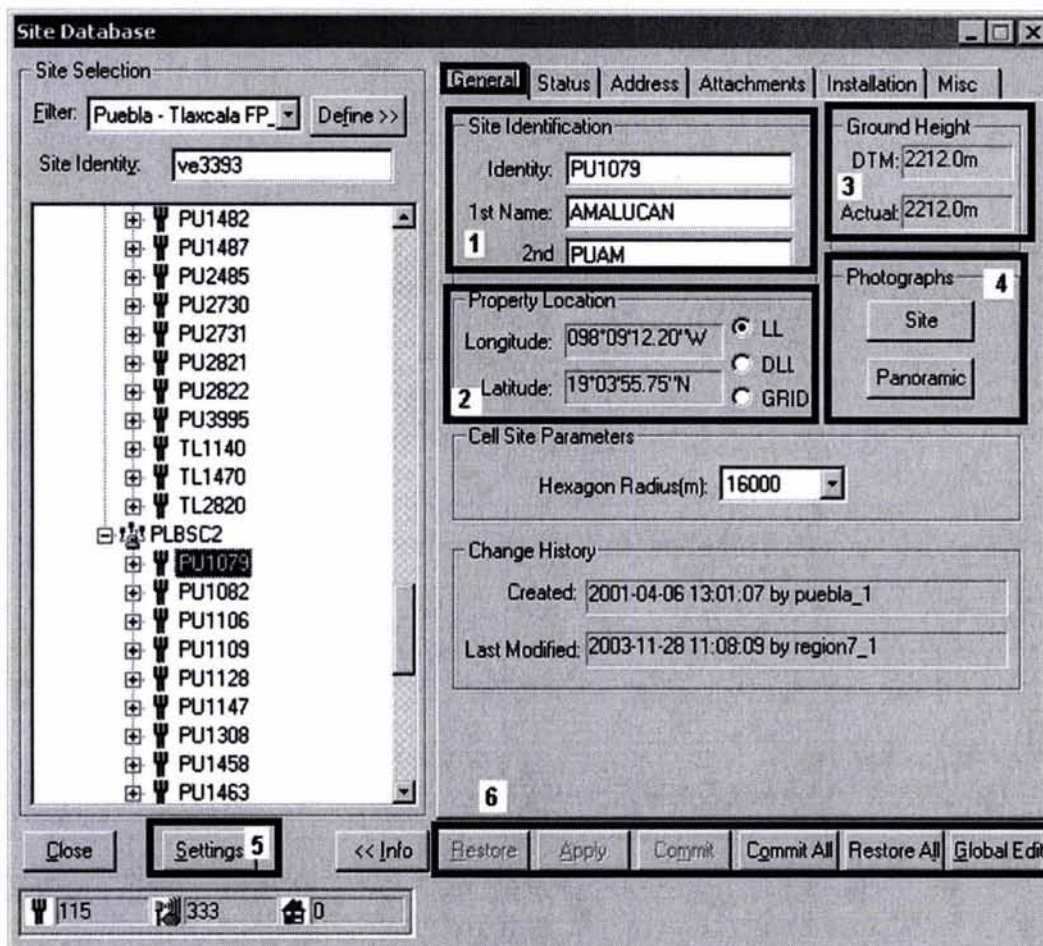 Site Database
Site Selection
Filter: Puebla - Tlaxcala FP_ Define >>
Site Identity: ve3393
PU1482
PU1487
PU2485
PU2730
PU2731
PU2821
PU2822
PU3995
TL1140
TL1470
TL2820
PLBSC2
PU1079
PU1082
PU1106
PU1109
PU1128
PU1147
PU1308
PU1458
PU1463
General Status Address Attachments Installation Misc
Site Identification
Identity: PU1079
1st Name: AMALUCAN
1
2nd PUAM
Ground Height
DTM: 2212.0m
3
Actual: 2212.0m
Property Location
Longitude: 098°09'12.20"W
Latitude: 19°03'55.75"N
2
LL
DLL
GRID
Photographs 4
Site
Panoramic
Cell Site Parameters
Hexagon Radius(m): 16000
Change History
Created: 2001-04-06 13:01:07 by puebla_1
Last Modified: 2003-11-28 11:08:09 by region7_1
6
Close Settings 5 << Info Restore Apply Commit Commit All Restore All Global Edit
115 333 0